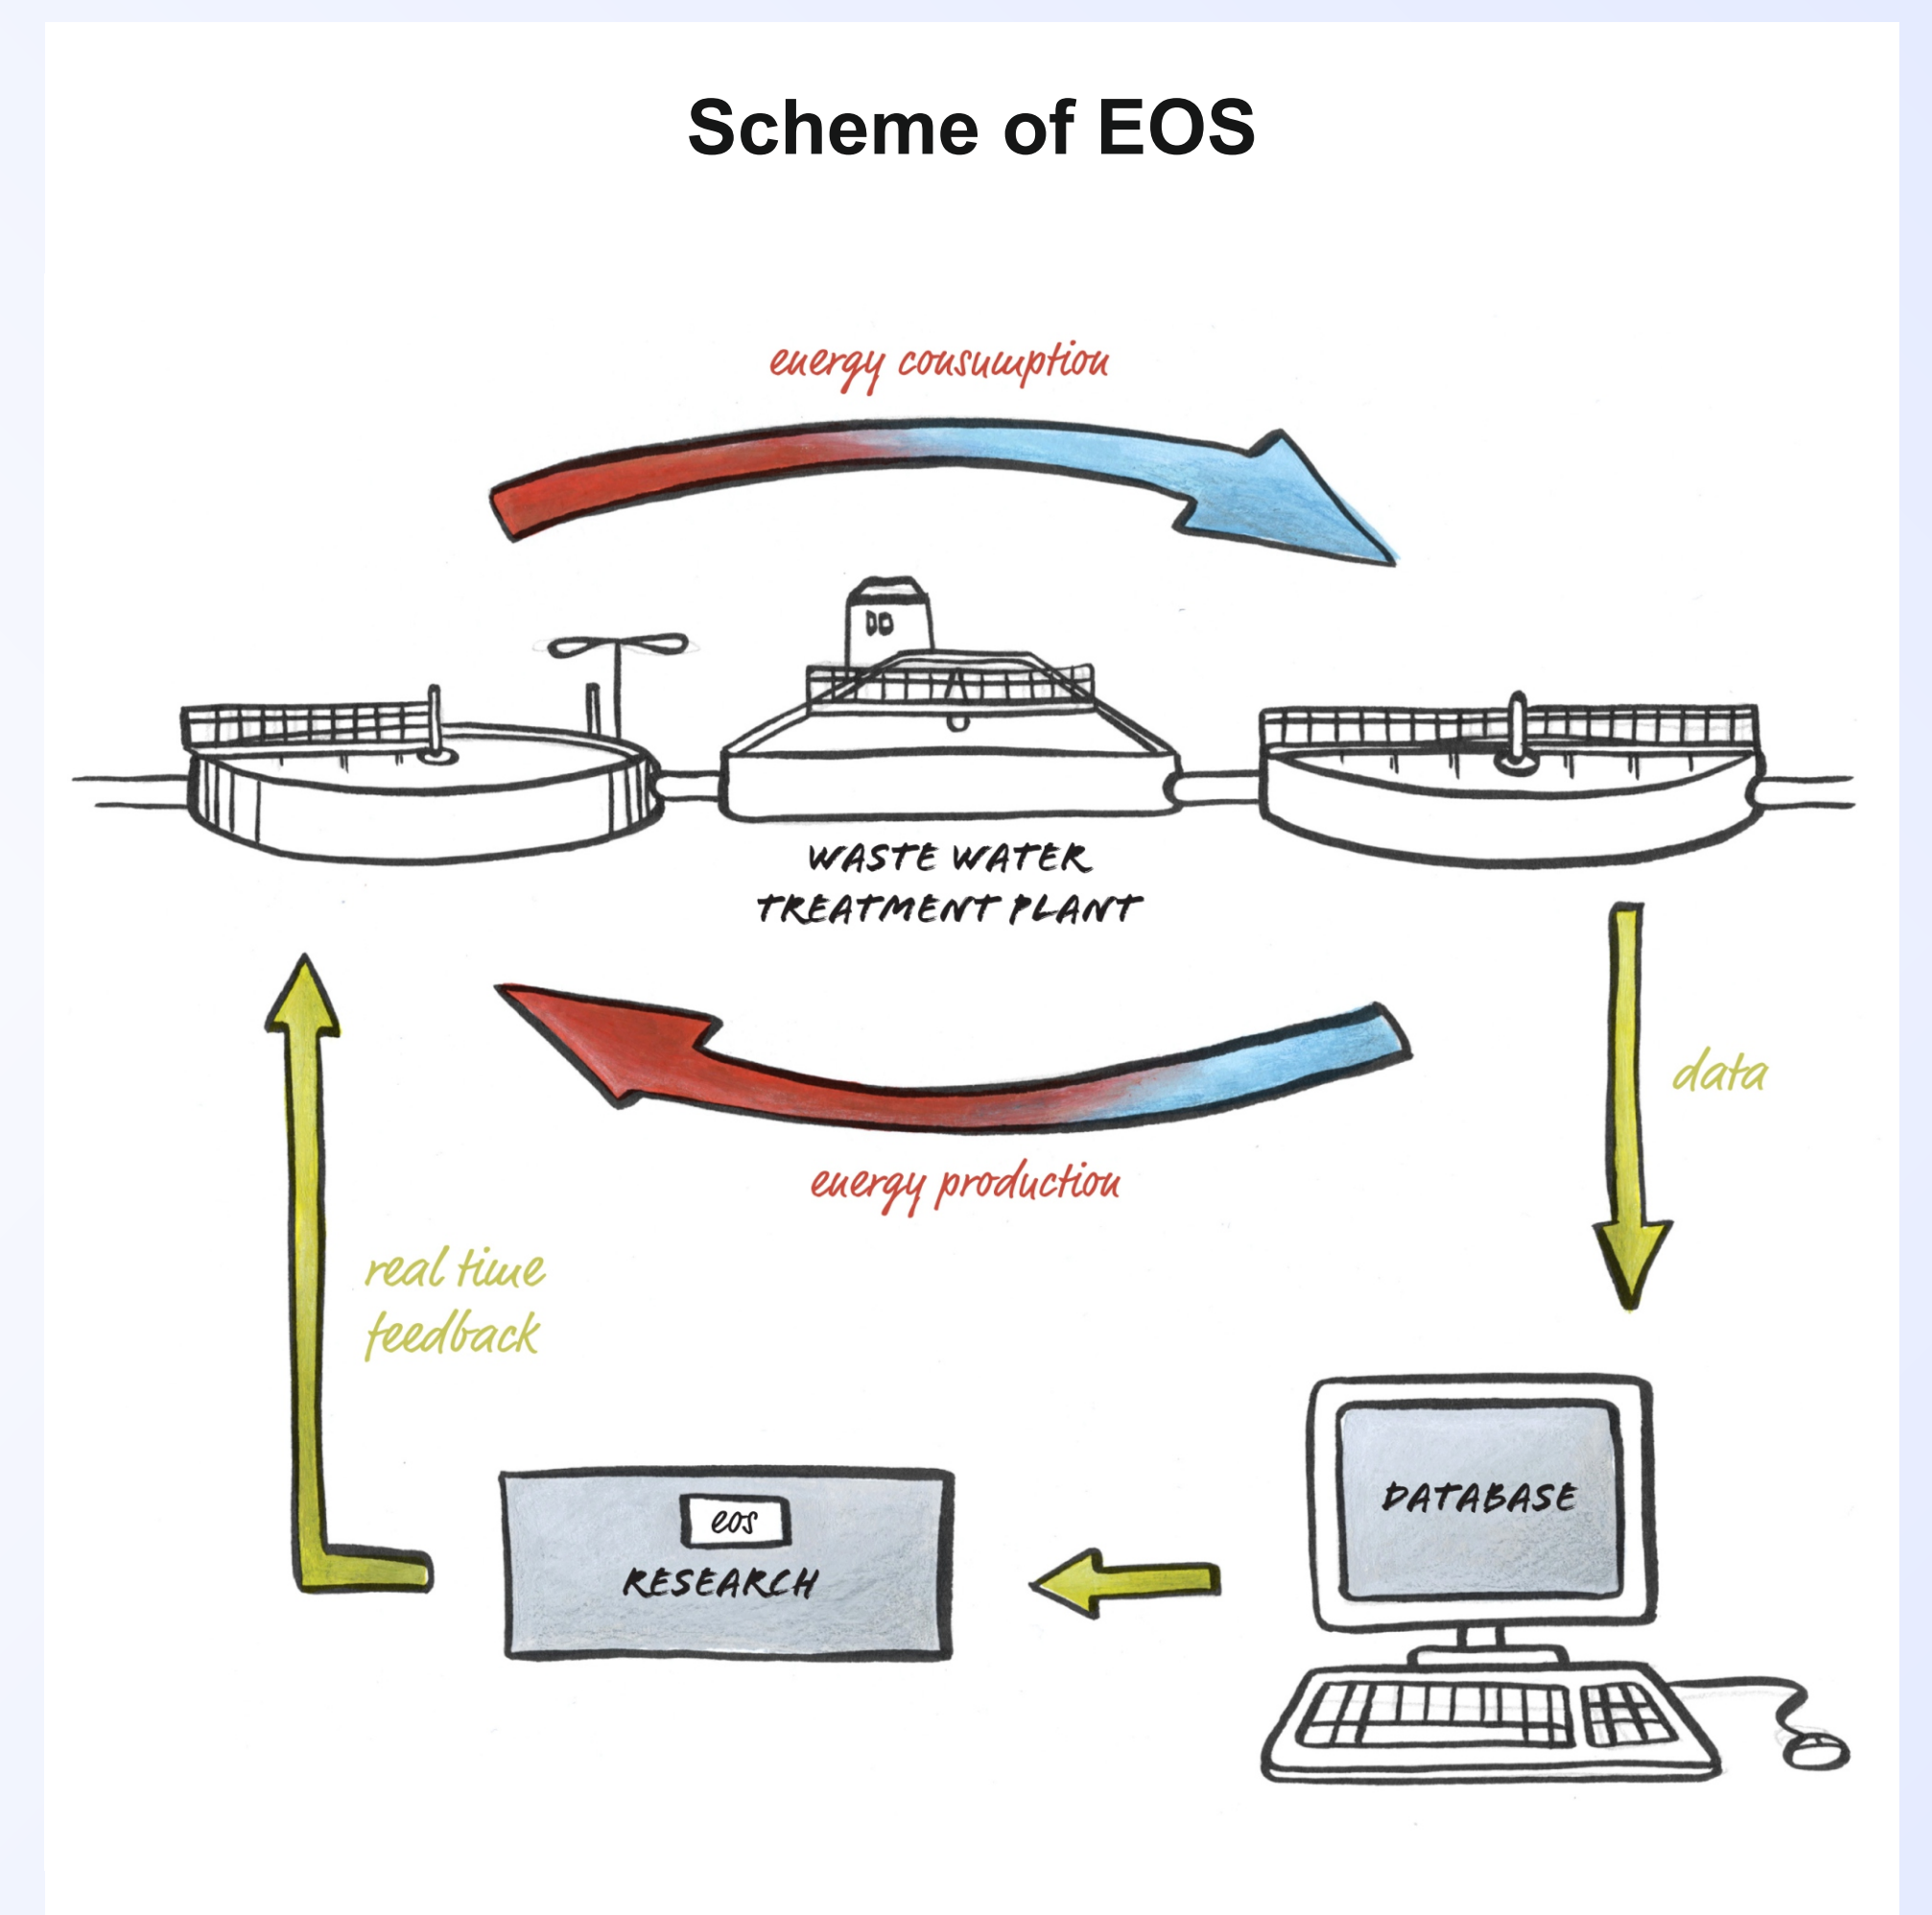 Scheme of EOS
energy consumption
WASTE WATER
TREATMENT PLANT
data
energy production
real time
feedback
DATABASE
eos
RESEARCH